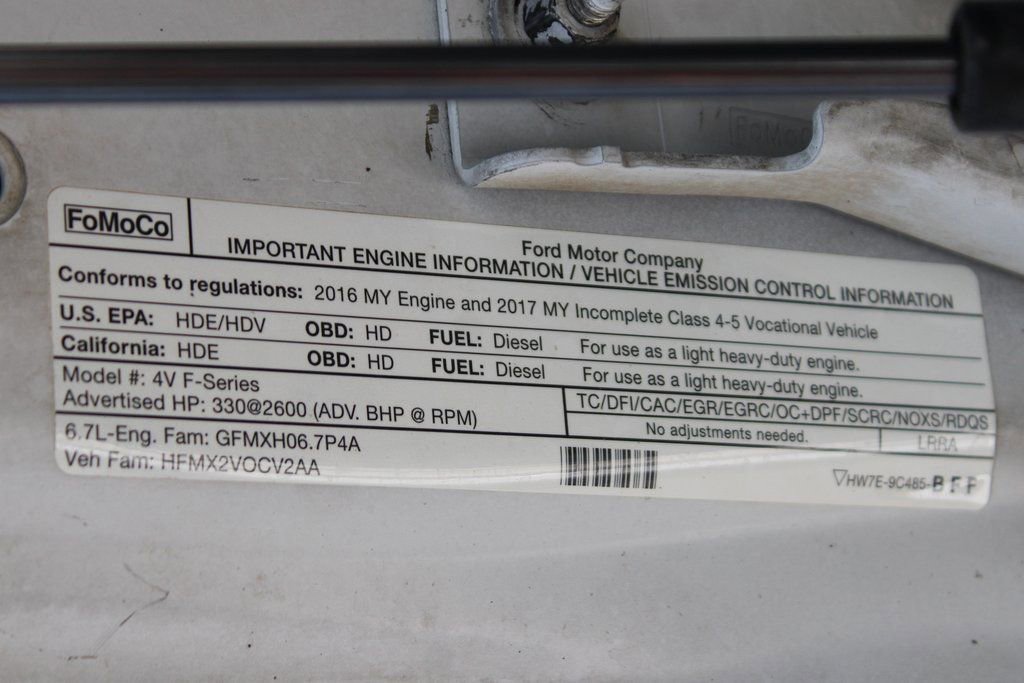 FoMoCo
FoMoCo
Ford Motor Company
IMPORTANT ENGINE INFORMATION / VEHICLE EMISSION CONTROL INFORMATION
Conforms to regulations: 2016 MY Engine and 2017 MY Incomplete Class 4-5 Vocational Vehicle
U.S. EPA: HDE/HDV OBD: HD FUEL: Diesel For use as a light heavy-duty engine.
California: HDE OBD: HD FUEL: Diesel For use as a light heavy-duty engine.
Model #: 4V F-Series
Advertised HP: 330@2600 (ADV. BHP @ RPM)
TC/DFI/CAC/EGR/EGRC/OC+DPF/SCRC/NOXS/RDQS
No adjustments needed. LRRA
6.7L-Eng. Fam: GFMXH06.7P4A
Veh Fam: HFMX2VOCV2AA
HW7E-9C485-B F F